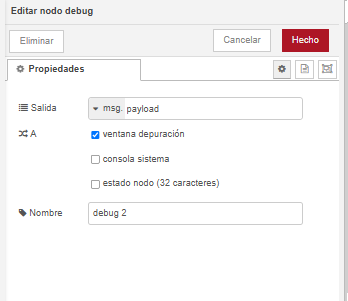 Editar nodo debug
Eliminar
Cancelar
Hecho
Propiedades
Salida
msg. payload
A
ventana depuración
consola sistema
estado nodo (32 caracteres)
Nombre
debug 2